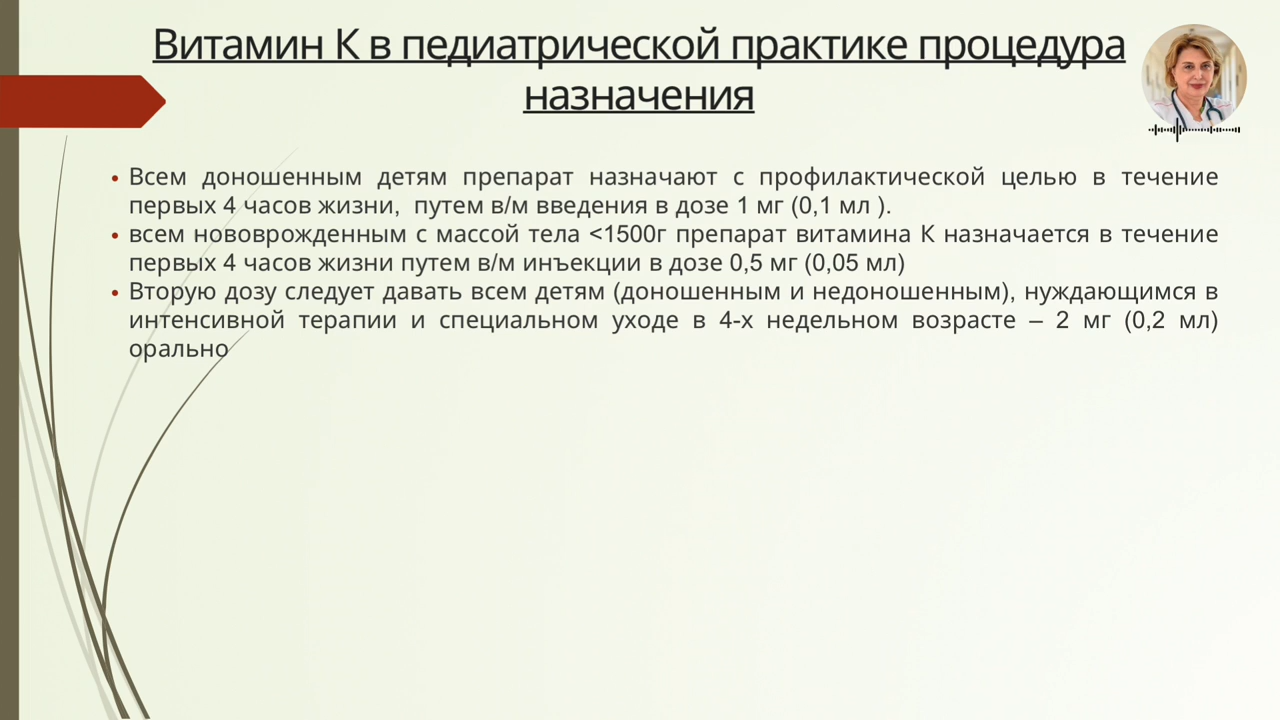 Витамин К в педиатрической практике процедура
назначения
• Всем доношенным детям препарат назначают с профилактической целью в течение
первых 4 часов жизни, путем в/м введения в дозе 1 мг (0,1 мл ).
• всем нововрожденным с массой тела <1500г препарат витамина К назначается в течение
первых 4 часов жизни путем в/м инъекции в дозе 0,5 мг (0,05 мл)
• Вторую дозу следует давать всем детям (доношенным и недоношенным), нуждающимся в
интенсивной терапии и специальном уходе в 4-х недельном возрасте – 2 мг (0,2 мл)
орально